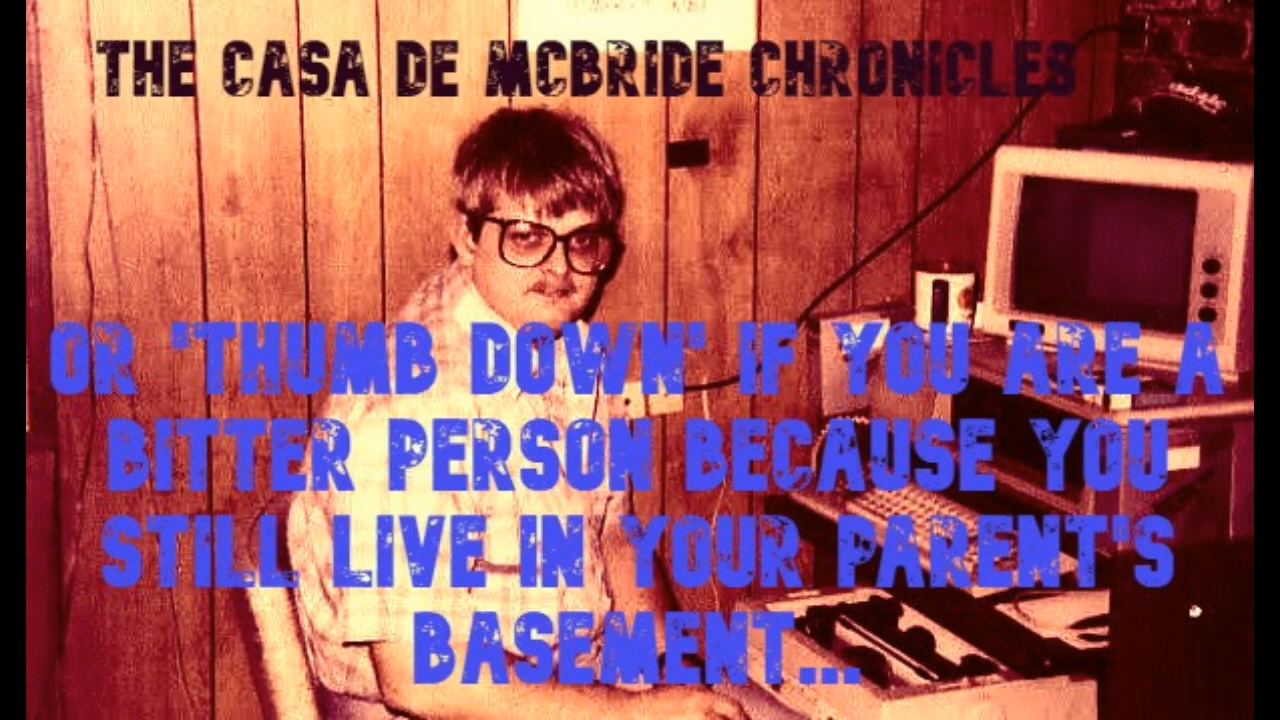 THE CASA DE MCBRIDE CHRONICLES
OR 'THUMB DOWN' IF YOU ARE A
BITTER PERSON BECAUSE YOU
STILL LIVE IN YOUR PARENT'S
BASEMENT...